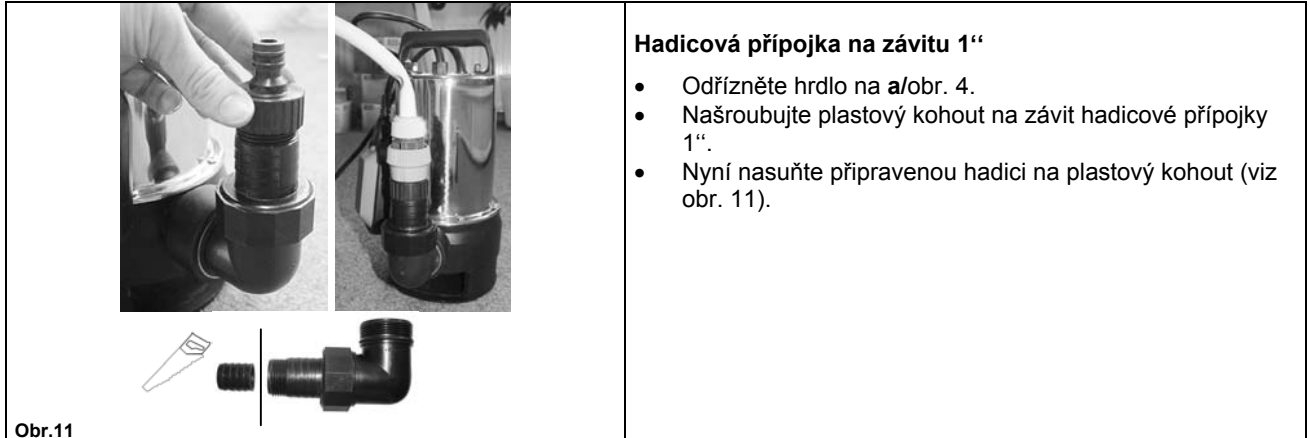 Hadicová přípojka na závitu 1‘‘
• Odřízněte hrdlo na a/obr. 4.
• Našroubujte plastový kohout na závit hadicové přípojky
1‘‘.
• Nyní nasuňte připravenou hadici na plastový kohout (viz
obr. 11).
Obr.11